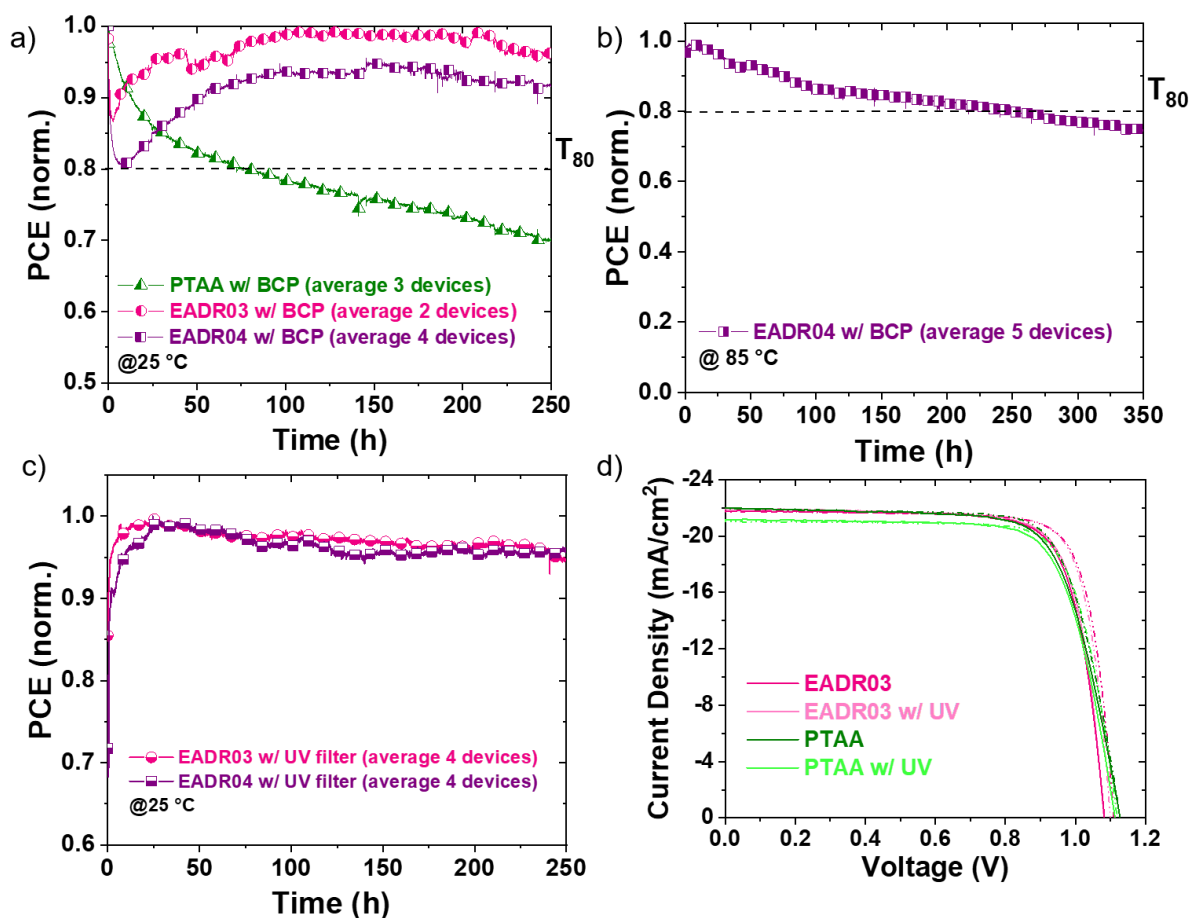 a)
PCE (norm.)
1.0
0.9
0.8
0.7
0.6
0.5
T80
PTAA w/ BCP (average 3 devices)
EADR03 w/ BCP (average 2 devices)
EADR04 w/ BCP (average 4 devices)
@25 °C
0 50 100 150 200 250
Time (h)
b)
PCE (norm.)
1.0
0.8
0.6
0.4
0.2
0.0
T80
EADR04 w/ BCP (average 5 devices)
@ 85 °C
0 50 100 150 200 250 300 350
Time (h)
c)
PCE (norm.)
1.0
0.9
0.8
0.7
0.6
EADR03 w/ UV filter (average 4 devices)
EADR04 w/ UV filter (average 4 devices)
@25 °C
0 50 100 150 200 250
Time (h)
d)
Current Density (mA/cm²)
-24
-20
-16
-12
-8
-4
0
EADR03
EADR03 w/ UV
PTAA
PTAA w/ UV
0.0 0.2 0.4 0.6 0.8 1.0 1.2
Voltage (V)